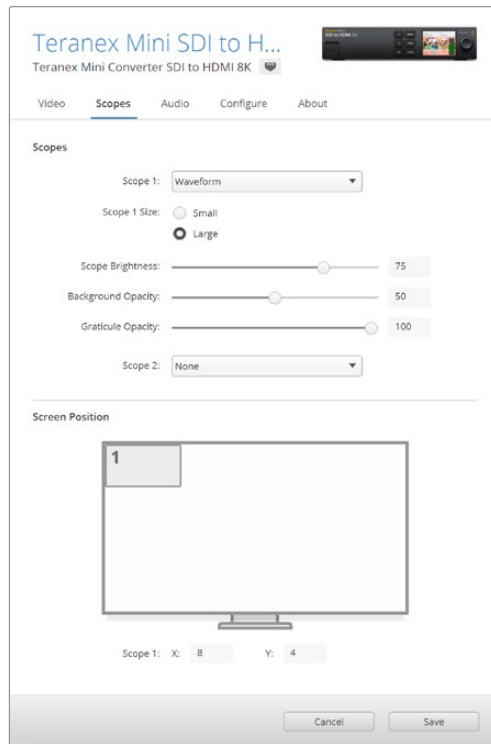 Teranex Mini SDI to H...
Teranex Mini Converter SDI to HDMI 8K
Video Scopes Audio Configure About
Scopes
Scope 1: Waveform
Scope 1 Size: Small
Large
Scope Brightness: 75
Background Opacity: 50
Graticule Opacity: 100
Scope 2: None
Screen Position
1
Scope 1: X: 8 Y: 4
Cancel Save